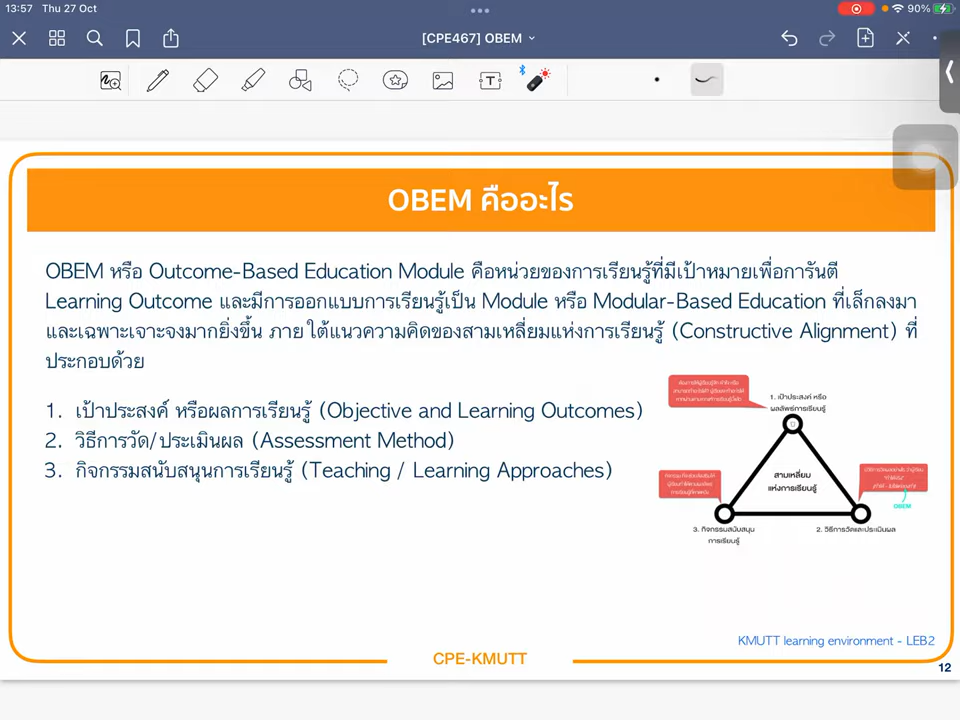 13:57 Thu 27 Oct
90%
[CPE467] OBEM
OBEM คืออะไร
OBEM หรือ Outcome-Based Education Module คือหน่วยของการเรียนรู้ที่มีเป้าหมายเพื่อการันตี
Learning Outcome และมีการออกแบบการเรียนรู้เป็น Module หรือ Modular-Based Education ที่เล็กลงมา
และเฉพาะเจาะจงมากยิ่งขึ้น ภายใต้แนวความคิดของสามเหลี่ยมแห่งการเรียนรู้ (Constructive Alignment) ที่
ประกอบด้วย
1. เป้าประสงค์ หรือผลการเรียนรู้ (Objective and Learning Outcomes)
2. วิธีการวัด/ประเมินผล (Assessment Method)
3. กิจกรรมสนับสนุนการเรียนรู้ (Teaching / Learning Approaches)
1. เป้าประสงค์ หรือ
ผลลัพธ์การเรียนรู้
สามเหลี่ยม
แห่งการเรียนรู้
OBEM
3. กิจกรรมสนับสนุน
การเรียนรู้
2. วิธีการวัดและประเมินผล
KMUTT learning environment - LEB2
CPE-KMUTT
12